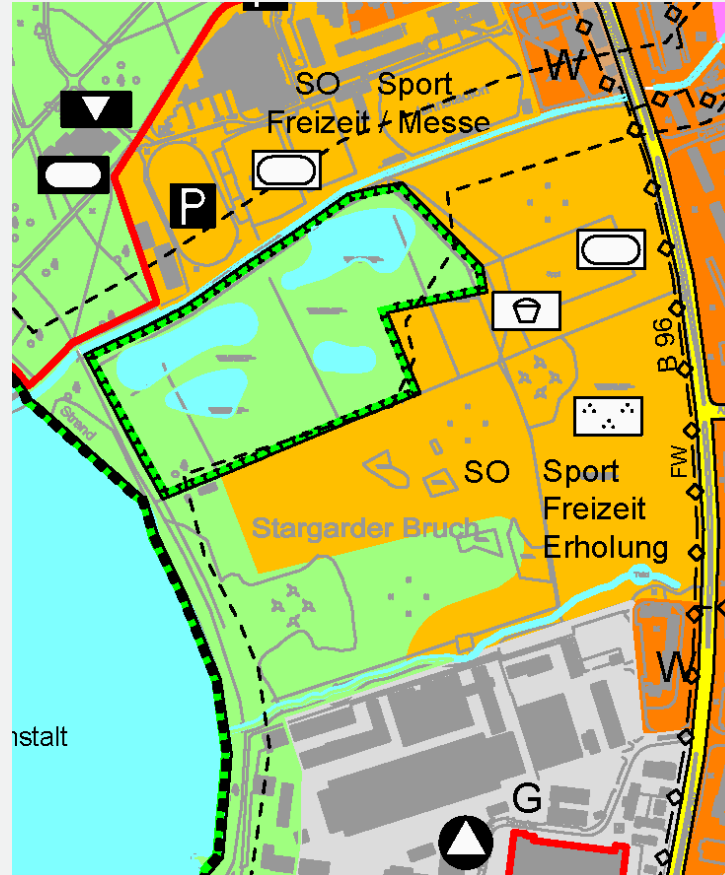 W
SO Sport
Freizeit / Messe
P
B 96
Strand
FW
SO Sport
Freizeit
Erholung
Stargarder Bruch
W
nstalt
G